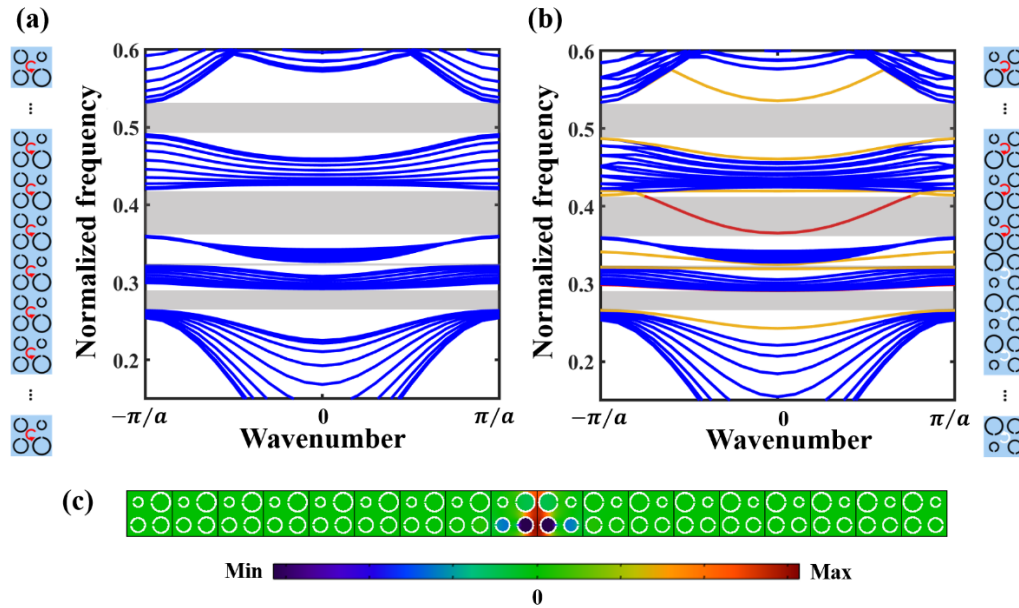 (a)
(b)
Normalized frequency
0.6
0.5
0.4
0.3
0.2
−π/a
0
π/a
Wavenumber
...
...
Normalized frequency
0.6
0.5
0.4
0.3
0.2
−π/a
0
π/a
Wavenumber
...
...
(c)
Min
Max
0